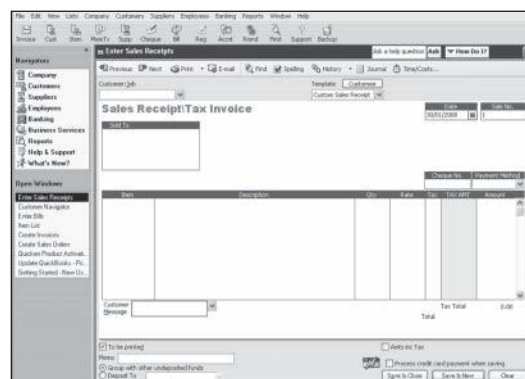 File Edit View Lists Company Customers Suppliers Employees Banking Reports Window Help
Invoice Cust Item MemTx Supp Cheque Bill Reg Accnt Rmnd Find Support Backup
Navigators
Company
Customers
Suppliers
Employees
Banking
Business Services
Reports
Help & Support
What's New?
Open Windows
Enter Sales Receipts
Customer Navigator
Enter Bills
Item List
Create Invoices
Create Sales Orders
Quicken Product Activati...
Update QuickBooks - Pr...
Getting Started - New Us...
Enter Sales Receipts
Ask a help question Ask How Do I?
Previous Next Print E-mail Find Spelling History Journal Time/Costs...
Customer:Job
Template Customise
Custom Sales Receipt
Sales Receipt\Tax Invoice
Date Sale No.
30/01/2009 1
Sold To
Cheque No. Payment Method
Item Description Qty Rate Tax TAX AMT Amount
Customer Message
Tax Total 0.00
Total
To be printed
Amts inc Tax
Memo
Process credit card payment when saving
Group with other undeposited funds
Deposit To
Save & Close Save & New Clear